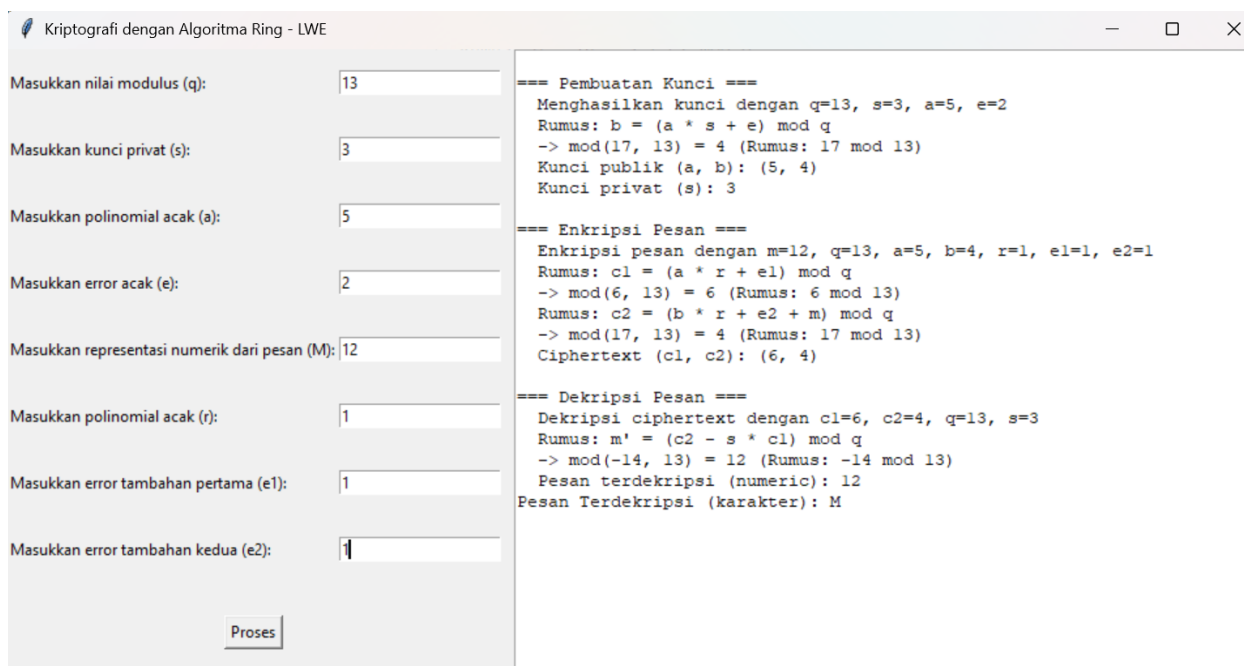 Kriptografi dengan Algoritma Ring - LWE
Masukkan nilai modulus (q): 13
Masukkan kunci privat (s): 3
Masukkan polinomial acak (a): 5
Masukkan error acak (e): 2
Masukkan representasi numerik dari pesan (M): 12
Masukkan polinomial acak (r): 1
Masukkan error tambahan pertama (e1): 1
Masukkan error tambahan kedua (e2): 1
Proses
=== Pembuatan Kunci ===
Menghasilkan kunci dengan q=13, s=3, a=5, e=2
Rumus: b = (a * s + e) mod q
-> mod(17, 13) = 4 (Rumus: 17 mod 13)
Kunci publik (a, b): (5, 4)
Kunci privat (s): 3
=== Enkripsi Pesan ===
Enkripsi pesan dengan m=12, q=13, a=5, b=4, r=1, e1=1, e2=1
Rumus: c1 = (a * r + e1) mod q
-> mod(6, 13) = 6 (Rumus: 6 mod 13)
Rumus: c2 = (b * r + e2 + m) mod q
-> mod(17, 13) = 4 (Rumus: 17 mod 13)
Ciphertext (c1, c2): (6, 4)
=== Dekripsi Pesan ===
Dekripsi ciphertext dengan c1=6, c2=4, q=13, s=3
Rumus: m' = (c2 - s * c1) mod q
-> mod(-14, 13) = 12 (Rumus: -14 mod 13)
Pesan terdekripsi (numeric): 12
Pesan Terdekripsi (karakter): M